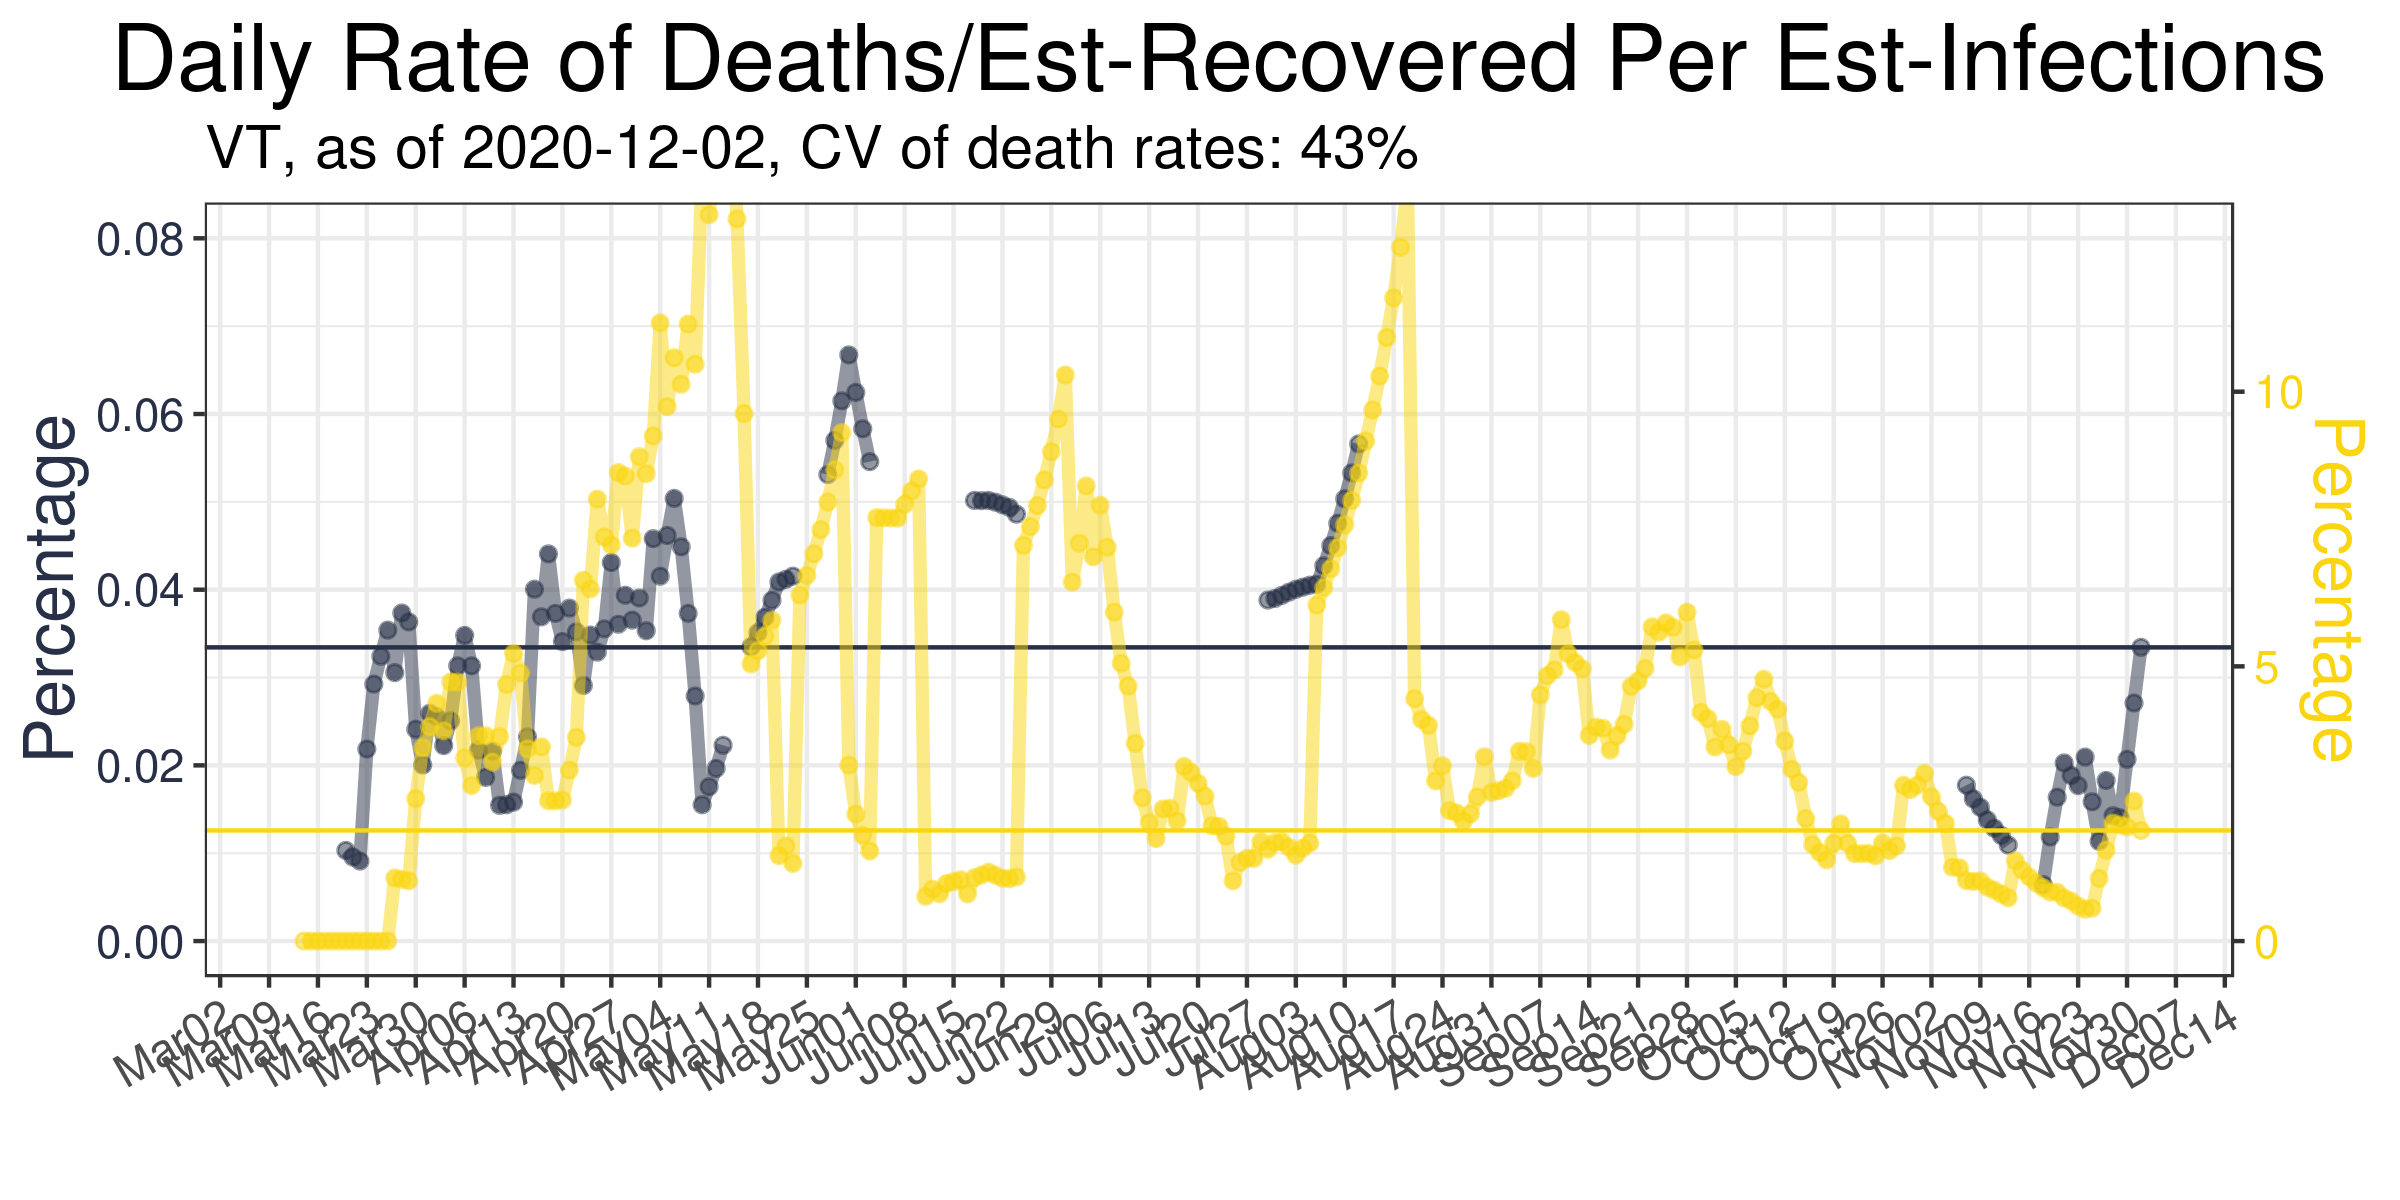 Daily Rate of Deaths/Est-Recovered Per Est-Infections
VT, as of 2020-12-02, CV of death rates: 43%
Percentage
0.08
0.06
0.04
0.02
0.00
10
5
0
Percentage
Mar02
Mar09
Mar16
Mar23
Mar30
Apr06
Apr13
Apr20
Apr27
May04
May11
May18
May25
Jun01
Jun08
Jun15
Jun22
Jun29
Jul06
Jul13
Jul20
Jul27
Aug03
Aug10
Aug17
Aug24
Aug31
Sep07
Sep14
Sep21
Sep28
Oct05
Oct12
Oct19
Oct26
Nov02
Nov09
Nov16
Nov23
Nov30
Dec07
Dec14